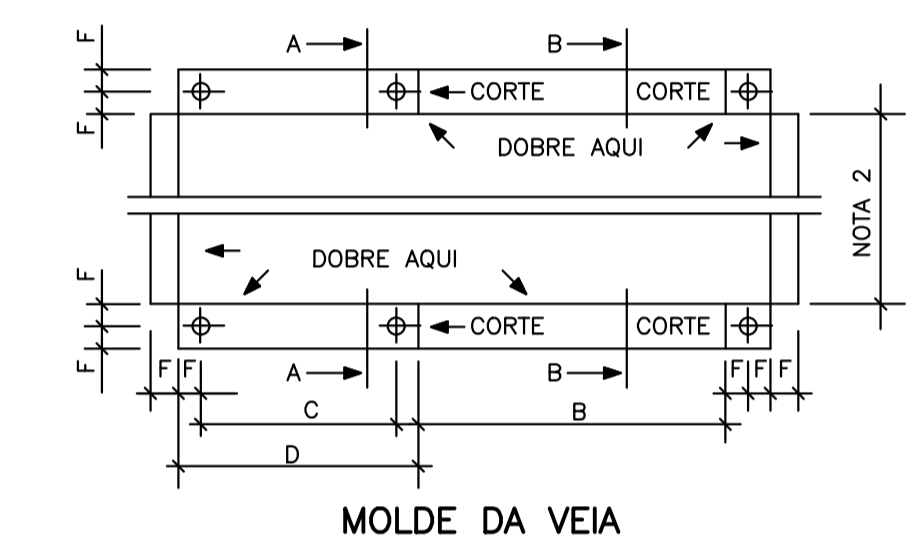 F
A
B
CORTE
CORTE
F
DOBRE AQUI
NOTA 2
DOBRE AQUI
F
CORTE
CORTE
F
F
F
A
B
F
F
F
C
B
D
MOLDE DA VEIA